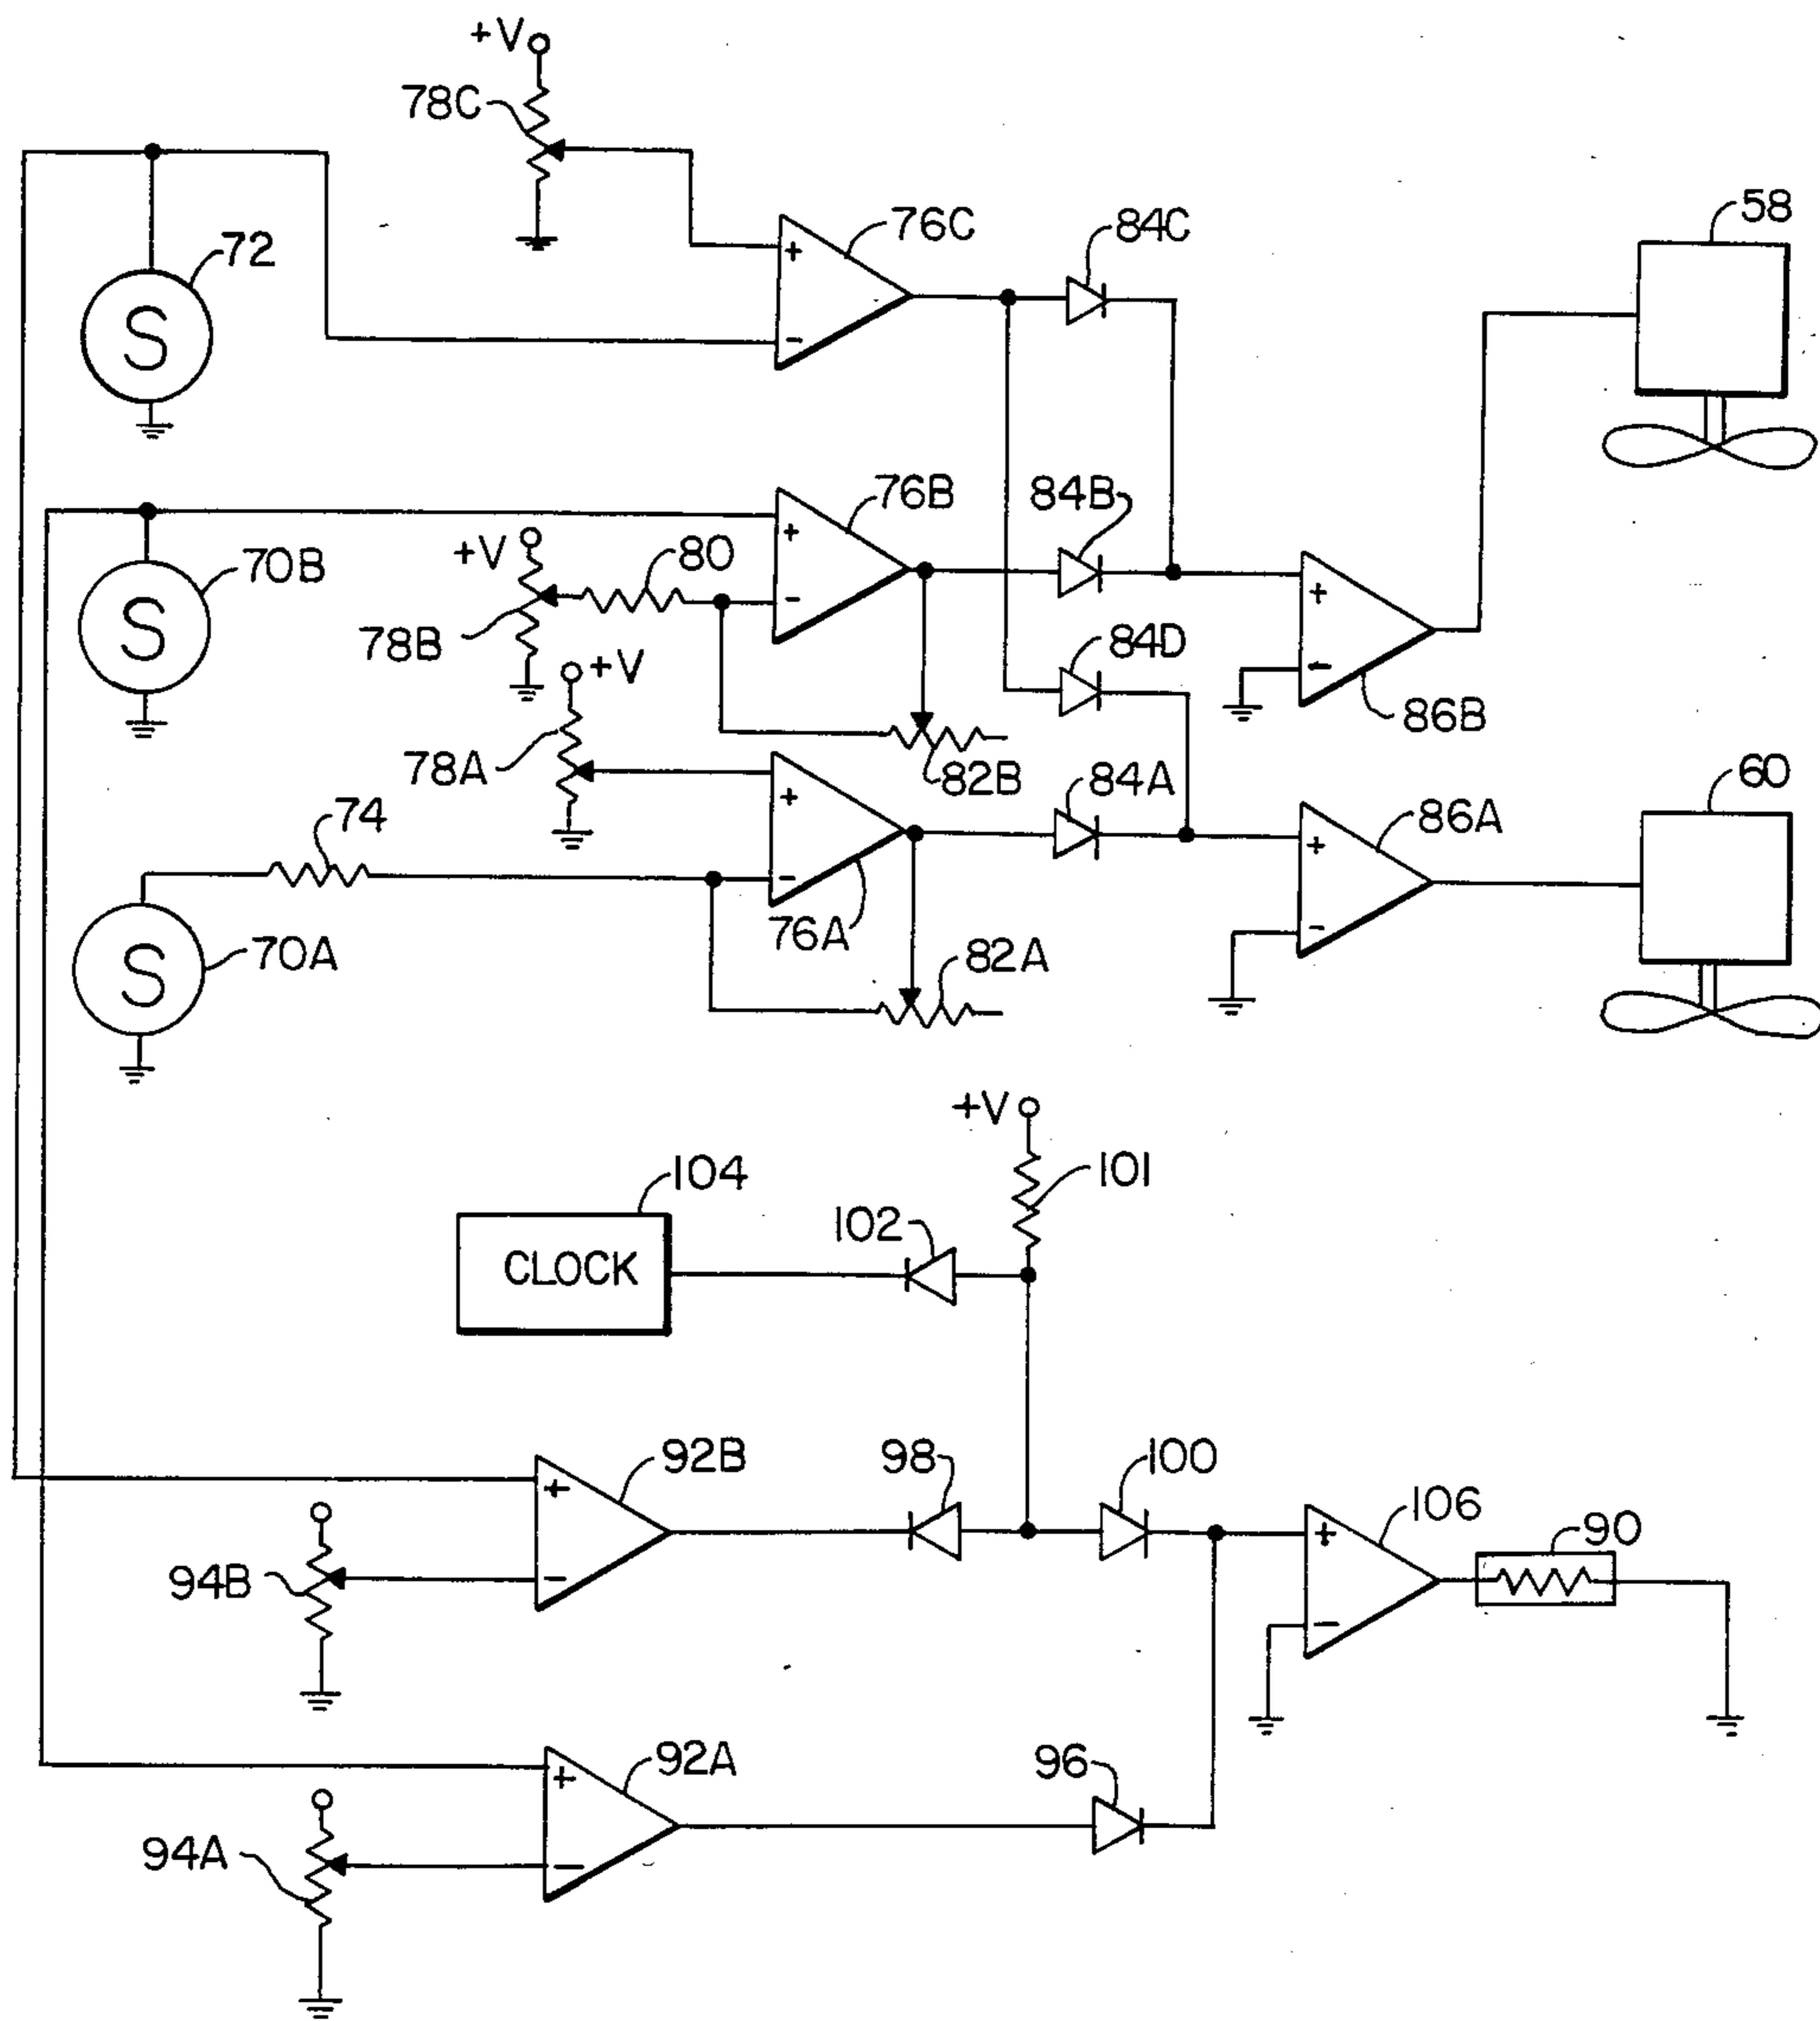 +V
78C
58
76C
84C
72
S
+
-
76B
84B
+V
80
70B
+
+
S
78B
-
84D
+V
-
86B
78A
82B
84A
60
74
+
86A
+
-
76A
-
70A
82A
S
+V
104
101
102
CLOCK
92B
98
100
106
90
+
+
94B
-
-
92A
96
+
94A
-